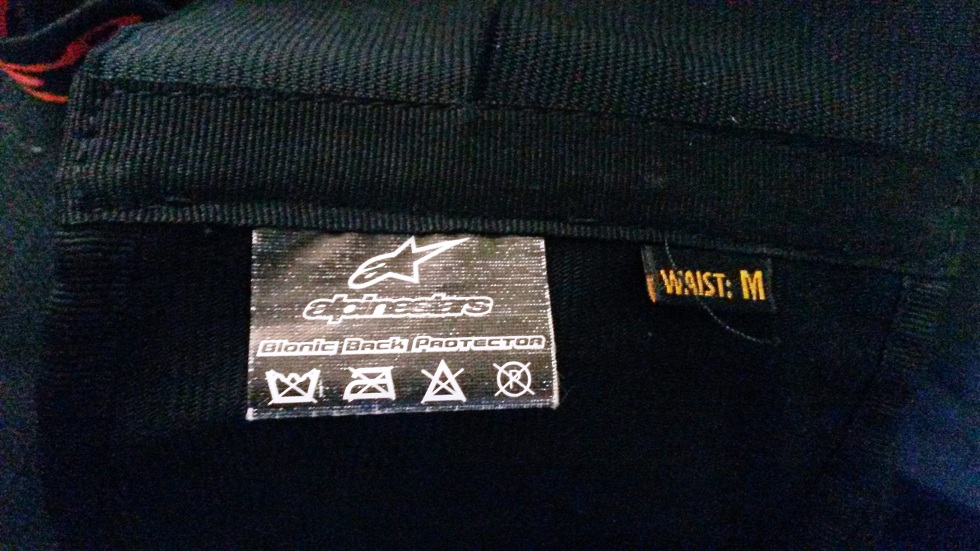 alpinestars
Bionic Back Protector
P
WAIST: M